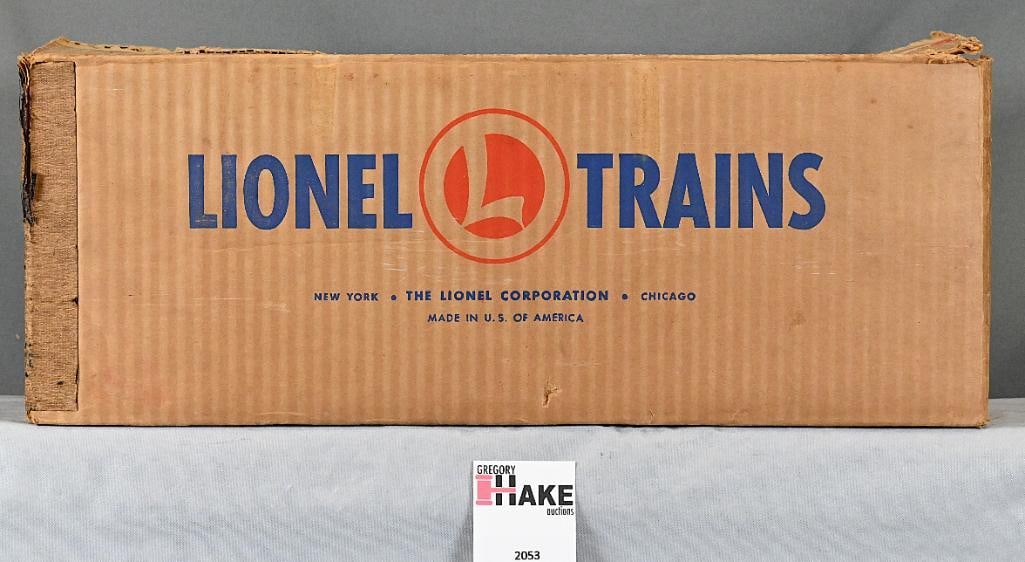 LIONEL L TRAINS
NEW YORK • THE LIONEL CORPORATION • CHICAGO
MADE IN U.S. OF AMERICA
GREGORY
HAKE
auctions
2053